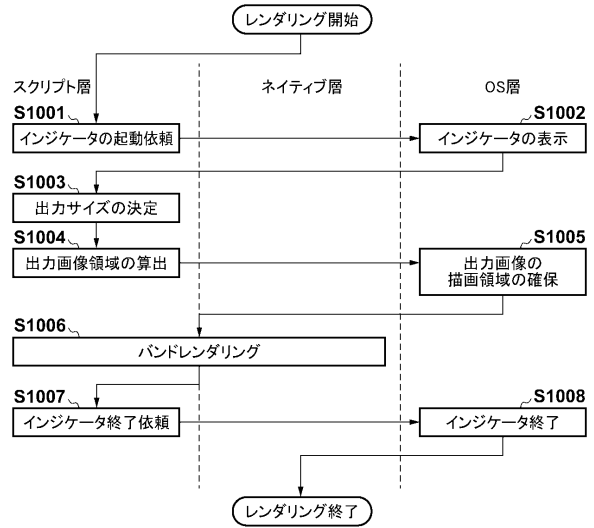 レンダリング開始
スクリプト層
ネイティブ層
OS層
S1001
インジケータの起動依頼
S1002
インジケータの表示
S1003
出力サイズの決定
S1004
出力画像領域の算出
S1005
出力画像の
描画領域の確保
S1006
バンドレンダリング
S1007
インジケータ終了依頼
S1008
インジケータ終了
レンダリング終了